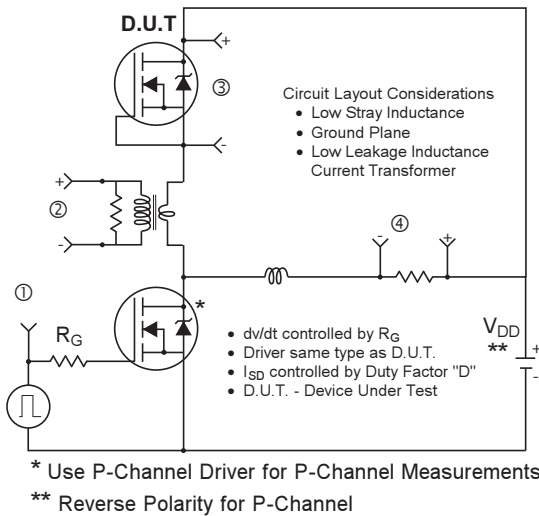 D.U.T
+
③
-
Circuit Layout Considerations
• Low Stray Inductance
• Ground Plane
• Low Leakage Inductance
Current Transformer
+
②
-
④
-
+
①
R_G
*
V_DD
**
+
-
• dv/dt controlled by R_G
• Driver same type as D.U.T.
• I_SD controlled by Duty Factor "D"
• D.U.T. - Device Under Test
* Use P-Channel Driver for P-Channel Measurements
** Reverse Polarity for P-Channel